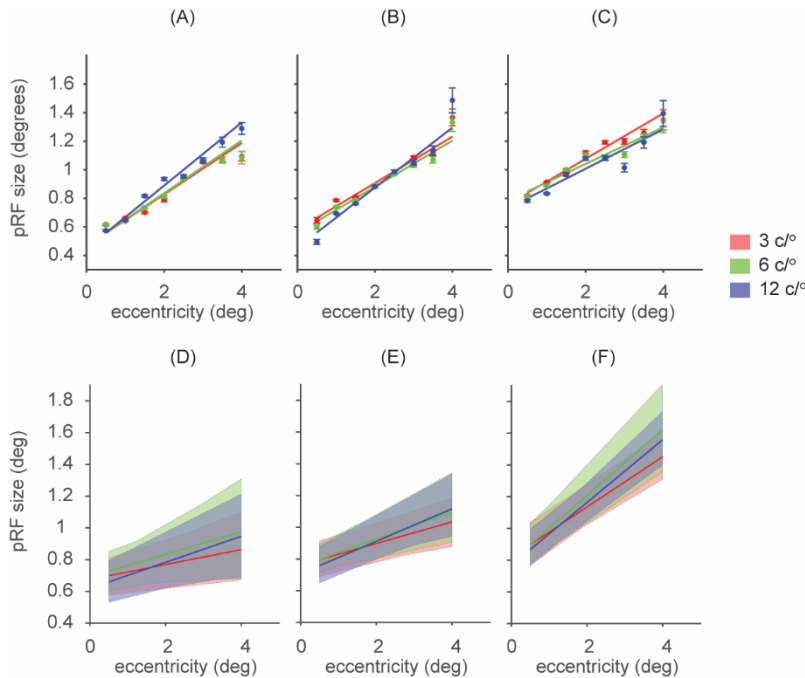 (A) (B) (C)
pRF size (degrees)
1.6
1.4
1.2
1
0.8
0.6
0.4
0 2 4 0 2 4 0 2 4
eccentricity (deg) eccentricity (deg) eccentricity (deg)
3 c/º
6 c/º
12 c/º
(D) (E) (F)
pRF size (deg)
1.8
1.6
1.4
1.2
1
0.8
0.6
0.4
0 2 4 0 2 4 0 2 4
eccentricity (deg) eccentricity (deg) eccentricity (deg)